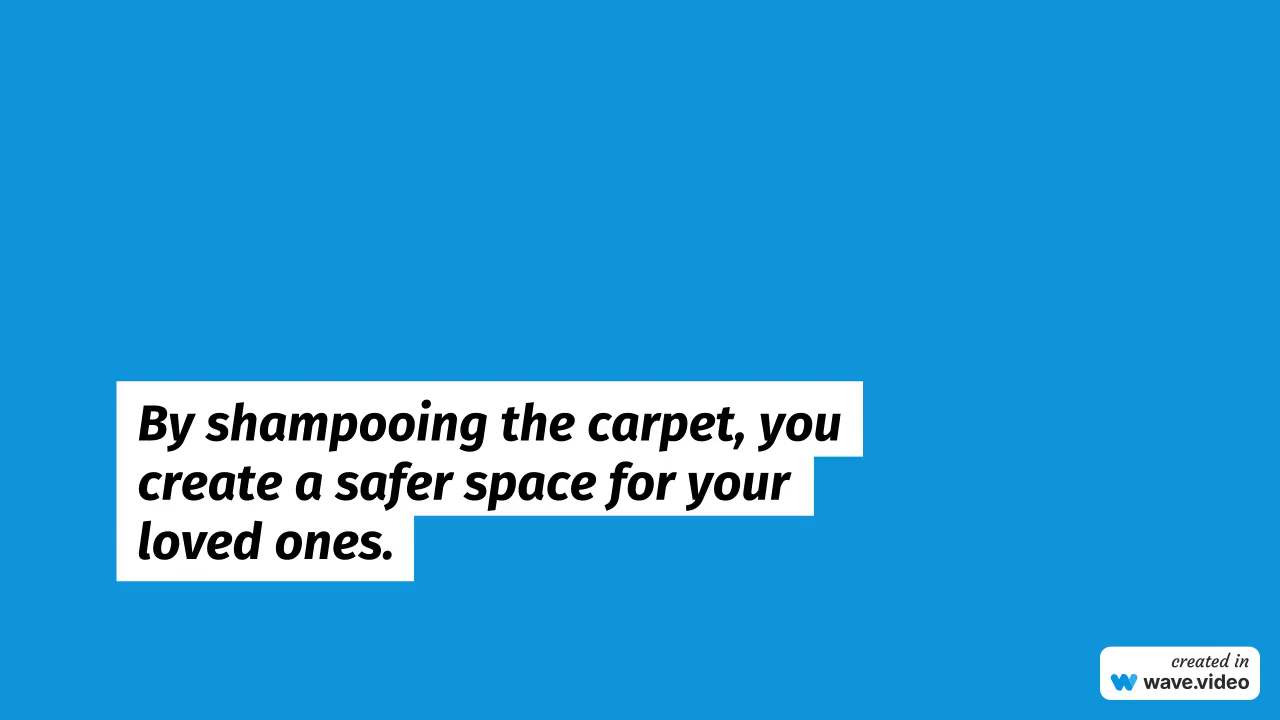 By shampooing the carpet, you
create a safer space for your
loved ones.
created in
wave.video